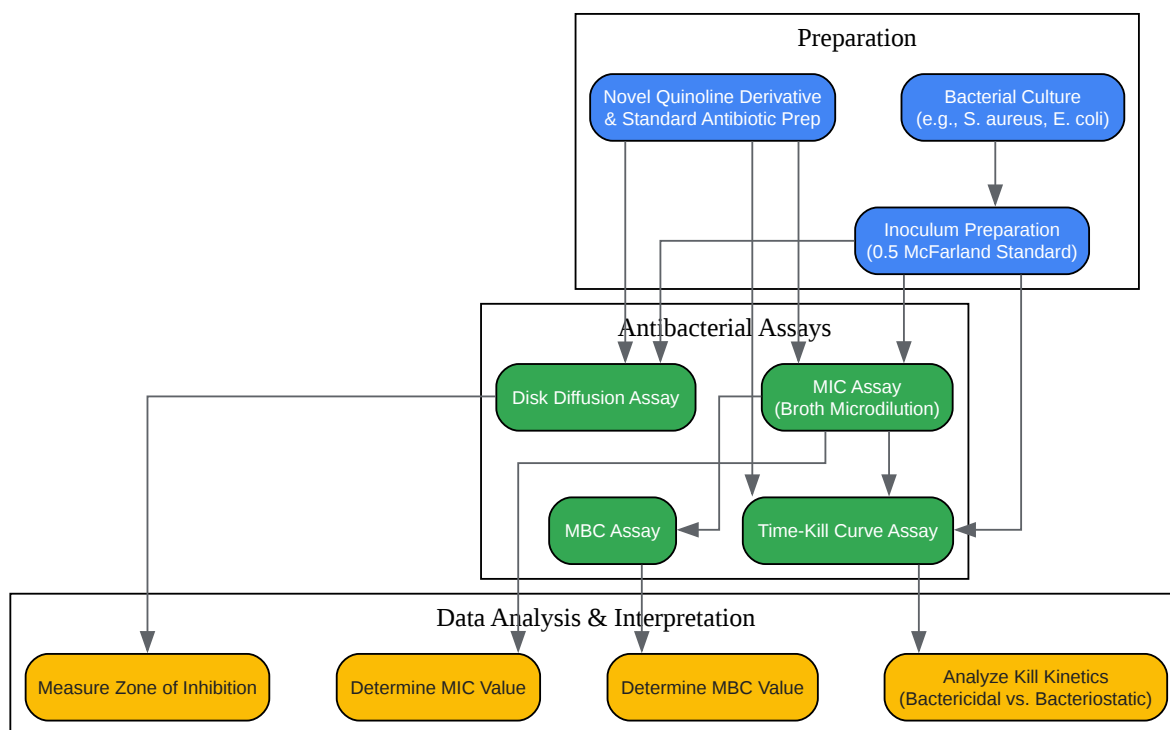 Preparation
Novel Quinoline Derivative
& Standard Antibiotic Prep
Bacterial Culture
(e.g., S. aureus, E. coli)
Inoculum Preparation
(0.5 McFarland Standard)
Antibacterial Assays
Disk Diffusion Assay
MIC Assay
(Broth Microdilution)
MBC Assay
Time-Kill Curve Assay
Data Analysis & Interpretation
Measure Zone of Inhibition
Determine MIC Value
Determine MBC Value
Analyze Kill Kinetics
(Bactericidal vs. Bacteriostatic)